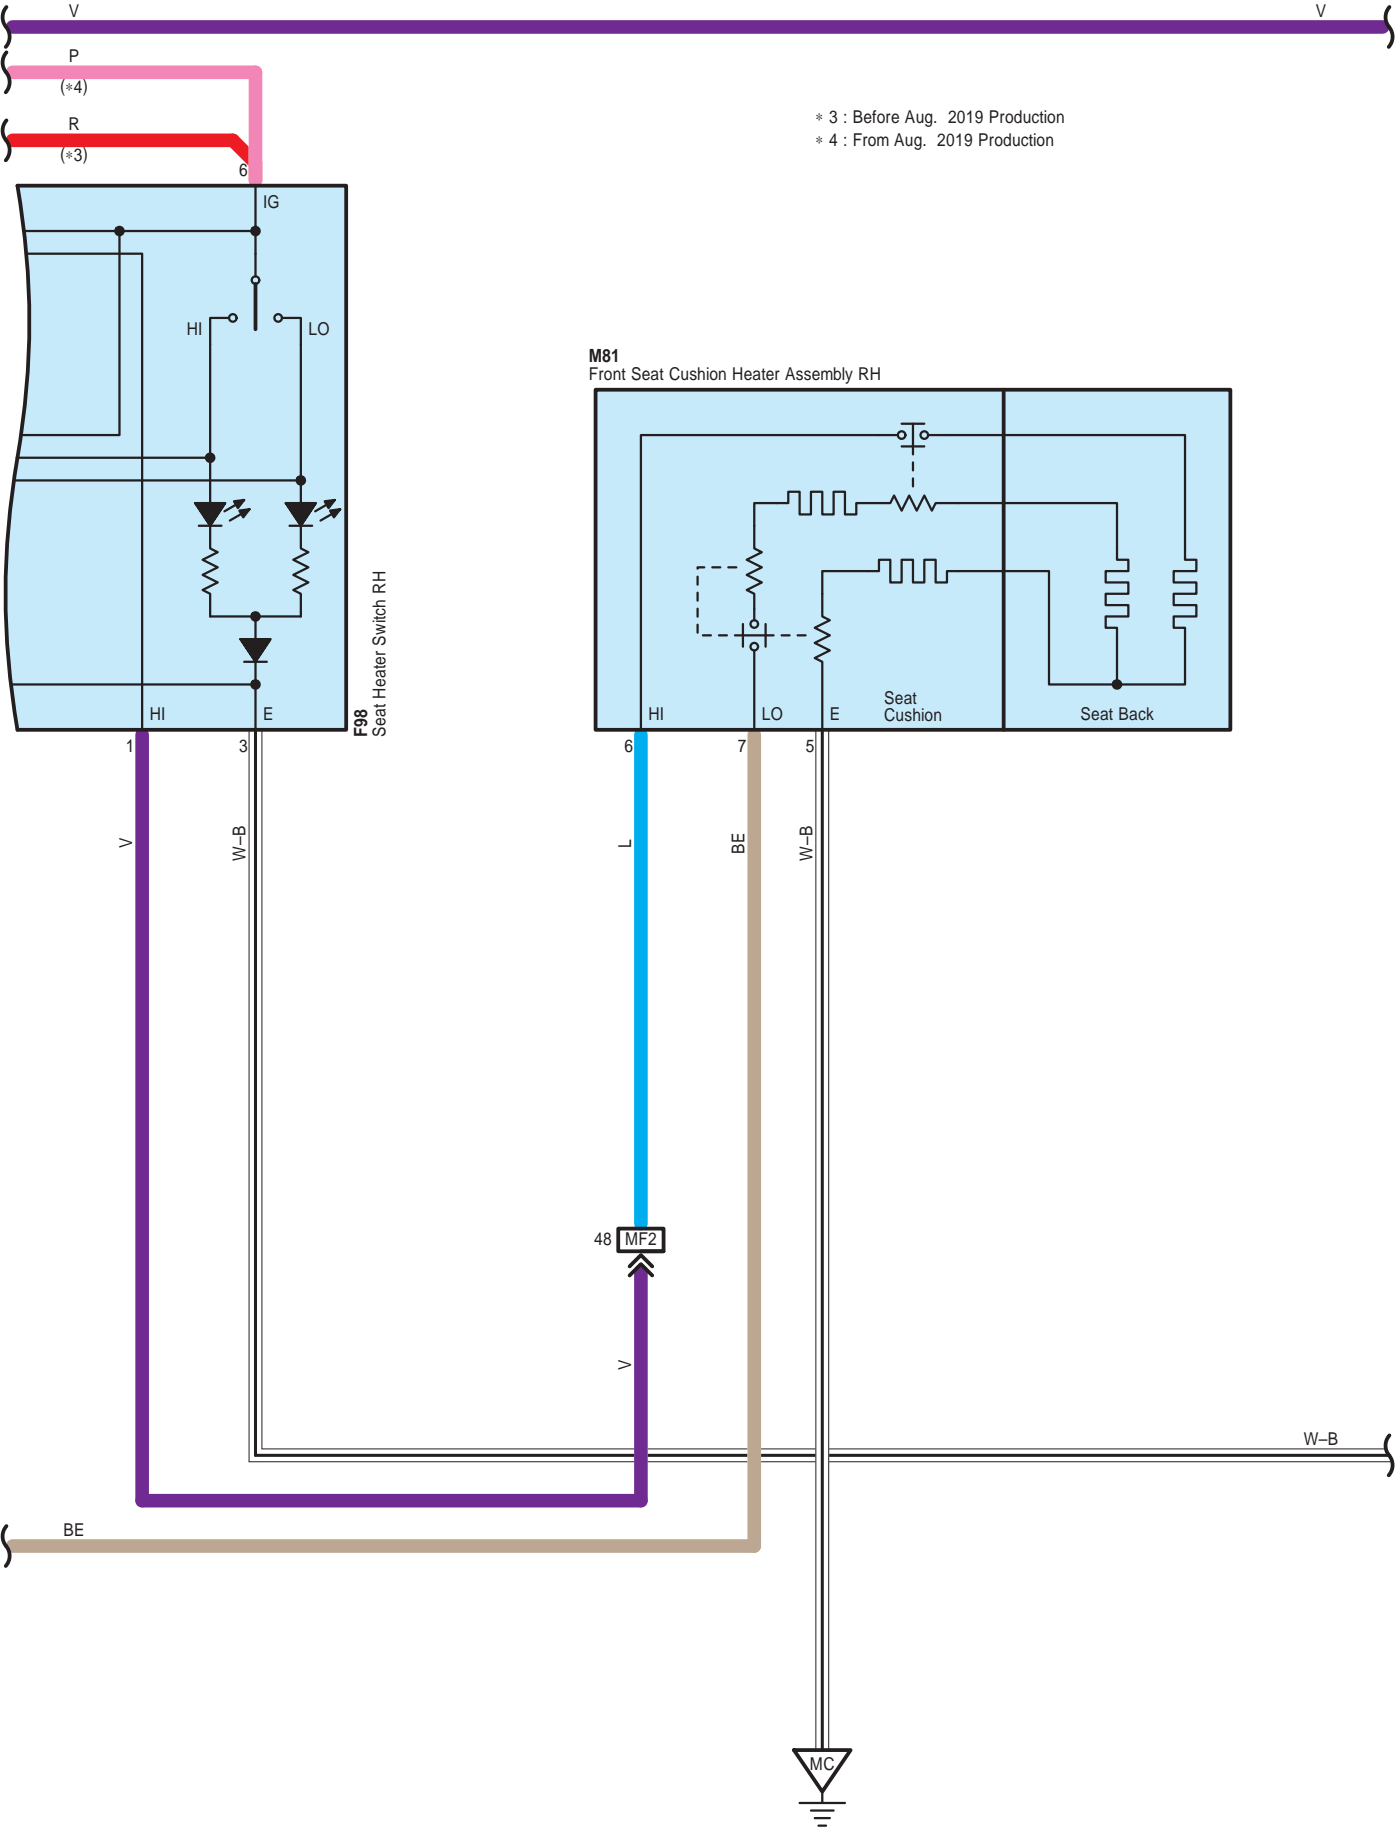 V
V
P
(∗4)
R
(∗3)
∗ 3 : Before Aug. 2019 Production
∗ 4 : From Aug. 2019 Production
6
IG
HI
LO
HI
E
F98
Seat Heater Switch RH
1
3
V
W–B
M81
Front Seat Cushion Heater Assembly RH
HI
LO
E
Seat
Cushion
Seat Back
6
7
5
L
BE
W–B
48
MF2
V
W–B
BE
MC